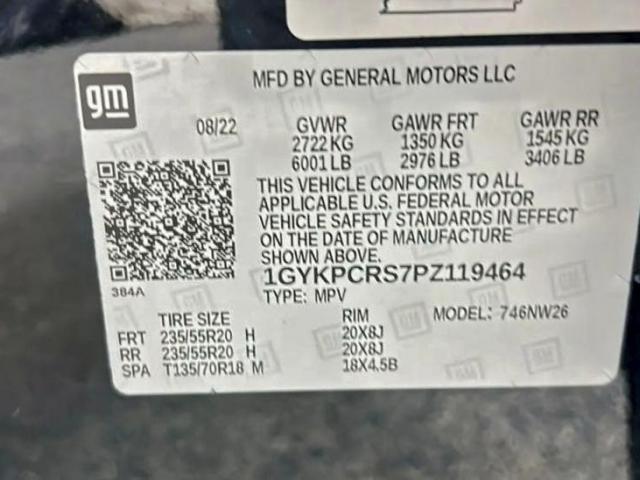 gm
MFD BY GENERAL MOTORS LLC
08/22 GVWR GAWR FRT GAWR RR
2722 KG 1350 KG 1545 KG
6001 LB 2976 LB 3406 LB
THIS VEHICLE CONFORMS TO ALL
APPLICABLE U.S. FEDERAL MOTOR
VEHICLE SAFETY STANDARDS IN EFFECT
ON THE DATE OF MANUFACTURE
SHOWN ABOVE.
384A
1GYKPCRS7PZ119464
TYPE: MPV MODEL: 746NW26
TIRE SIZE RIM
FRT 235/55R20 H 20X8J
RR 235/55R20 H 20X8J
SPA T135/70R18 M 18X4.5B